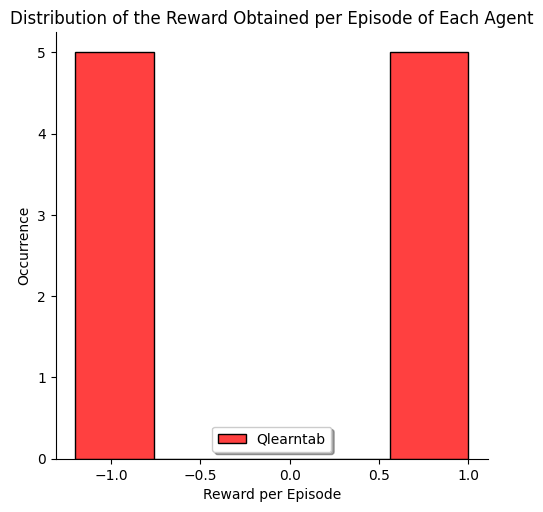 Distribution of the Reward Obtained per Episode of Each Agent
5
4
3
2
1
0
Occurrence
Qlearntab
−1.0 −0.5 0.0 0.5 1.0
Reward per Episode